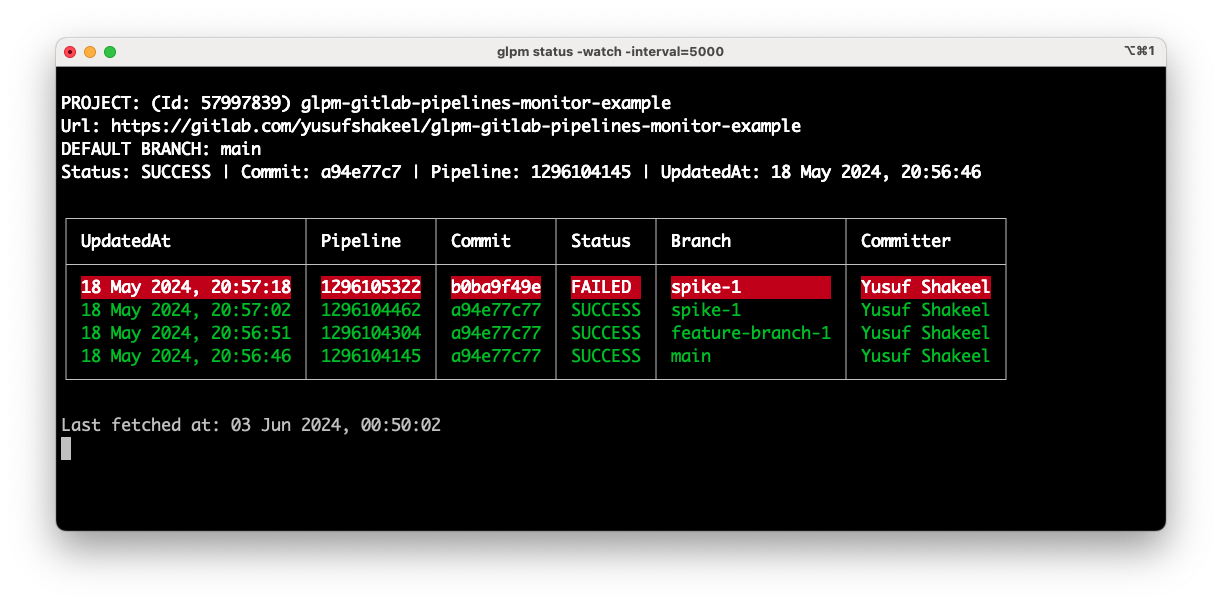 glpm status -watch -interval=5000
⌥⌘1
PROJECT: (Id: 57997839) glpm-gitlab-pipelines-monitor-example
Url: https://gitlab.com/yusufshakeel/glpm-gitlab-pipelines-monitor-example
DEFAULT BRANCH: main
Status: SUCCESS | Commit: a94e77c7 | Pipeline: 1296104145 | UpdatedAt: 18 May 2024, 20:56:46
UpdatedAt Pipeline Commit Status Branch Committer
18 May 2024, 20:57:18 1296105322 b0ba9f49e FAILED spike-1 Yusuf Shakeel
18 May 2024, 20:57:02 1296104462 a94e77c77 SUCCESS spike-1 Yusuf Shakeel
18 May 2024, 20:56:51 1296104304 a94e77c77 SUCCESS feature-branch-1 Yusuf Shakeel
18 May 2024, 20:56:46 1296104145 a94e77c77 SUCCESS main Yusuf Shakeel
Last fetched at: 03 Jun 2024, 00:50:02